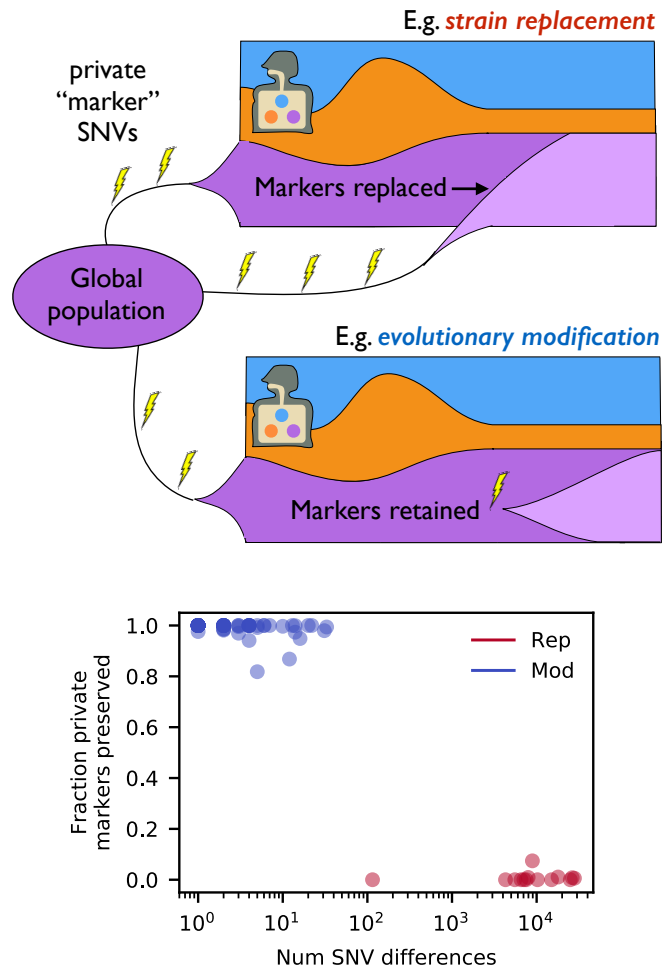 E.g. strain replacement
private
“marker”
SNVs
Markers replaced
Global
population
E.g. evolutionary modification
Markers retained
Fraction private
markers preserved
1.0
0.8
0.6
0.4
0.2
0.0
Rep
Mod
10⁰
10¹
10²
10³
10⁴
Num SNV differences